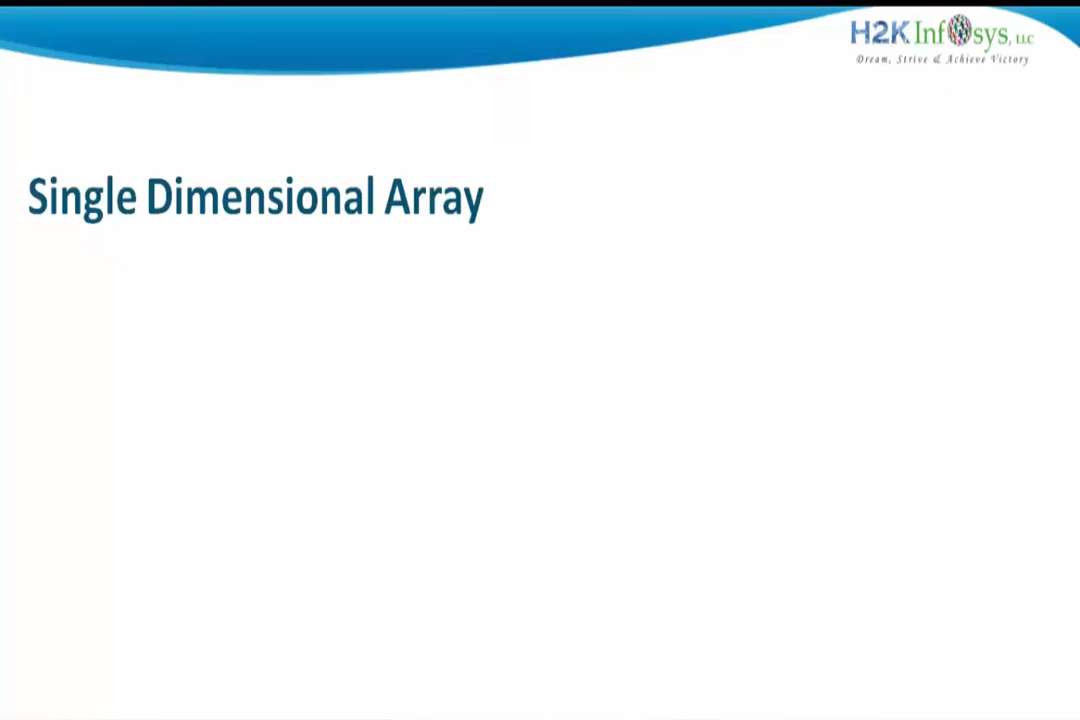 H2K Infosys, LLC
Dream, Strive & Achieve Victory
Single Dimensional Array